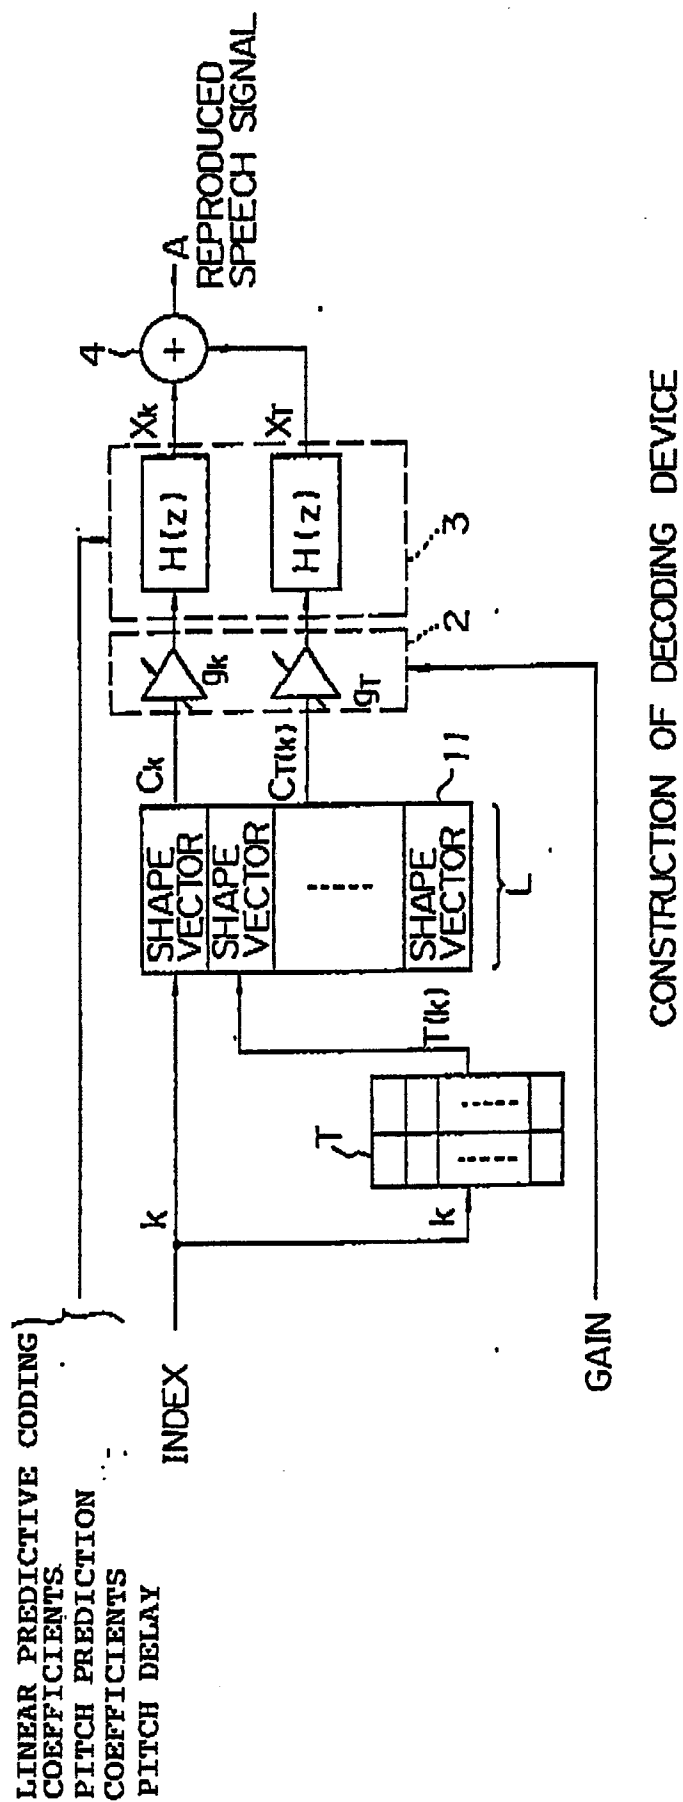 LINEAR PREDICTIVE CODING
COEFFICIENTS
PITCH PREDICTION
COEFFICIENTS
PITCH DELAY
INDEX
GAIN
k
k
T
T(k)
SHAPE
VECTOR
SHAPE
VECTOR
SHAPE
VECTOR
L
11
Ck
CT(k)
gk
gT
2
H(z)
H(z)
3
Xk
XT
4
+
A
REPRODUCED
SPEECH SIGNAL
CONSTRUCTION OF DECODING DEVICE